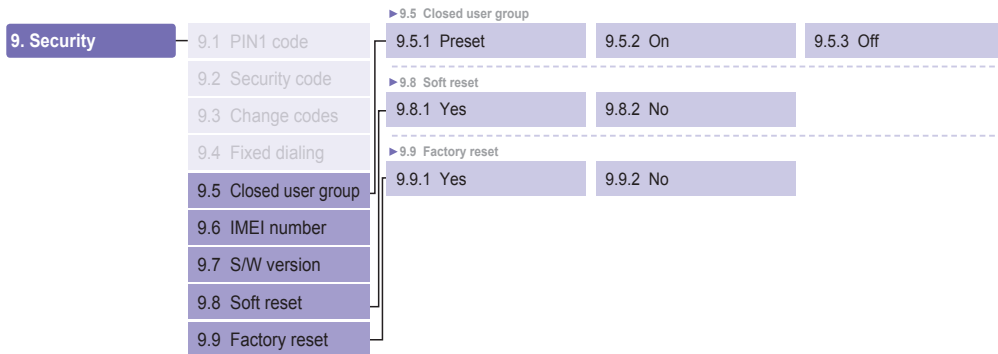 9. Security
9.1 PIN1 code
9.2 Security code
9.3 Change codes
9.4 Fixed dialing
9.5 Closed user group
9.6 IMEI number
9.7 S/W version
9.8 Soft reset
9.9 Factory reset
►9.5 Closed user group
9.5.1 Preset
9.5.2 On
9.5.3 Off
►9.8 Soft reset
9.8.1 Yes
9.8.2 No
►9.9 Factory reset
9.9.1 Yes
9.9.2 No